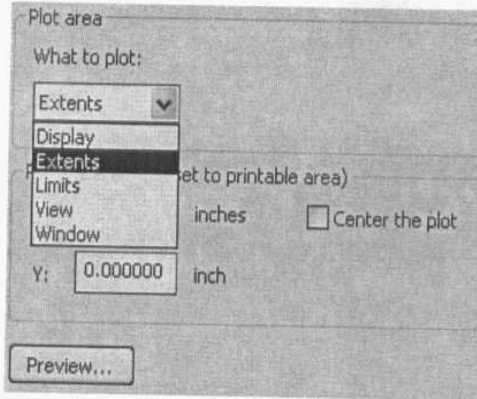 Plot area
What to plot:
Extents
Display
Extents
Limits
View
Window
set to printable area)
inches
Center the plot
Y: 0.000000 inch
Preview...